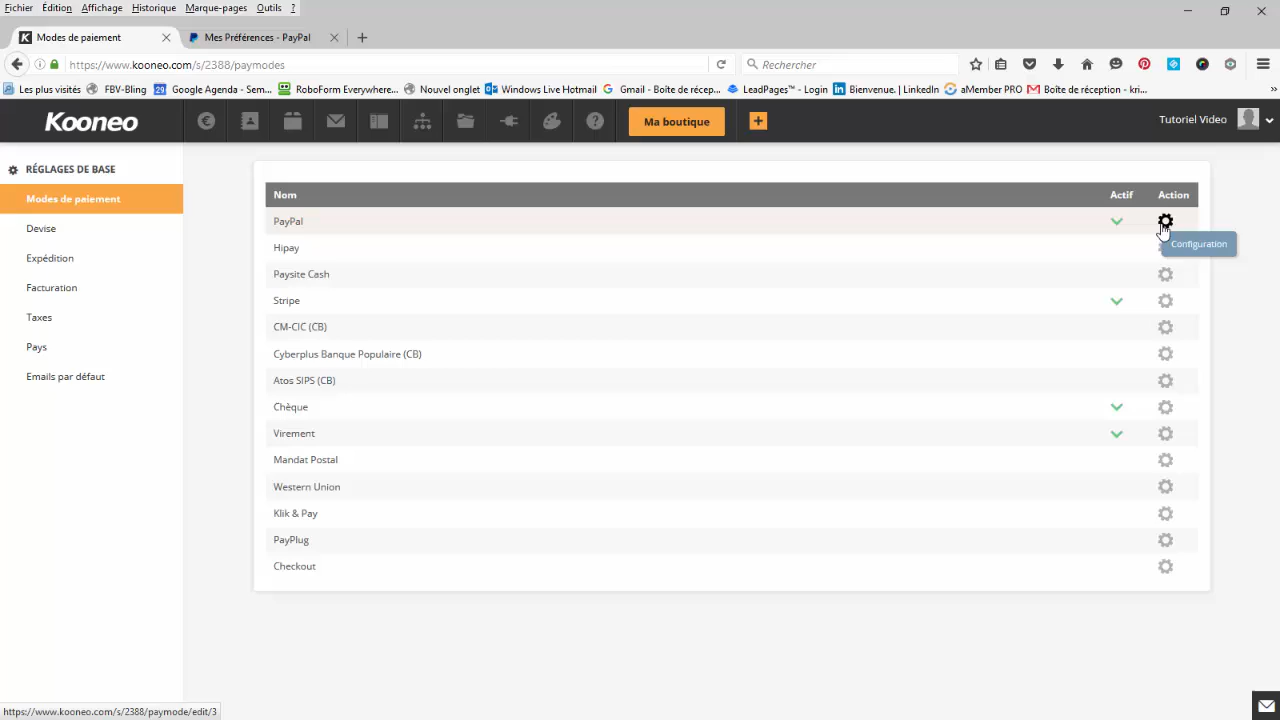 Fichier Édition Affichage Historique Marque-pages Outils ?
Modes de paiement
Mes Préférences - PayPal
https://www.kooneo.com/s/2388/paymodes
Rechercher
Les plus visités FBV-Bling Google Agenda - Sem... RoboForm Everywhere... Nouvel onglet Windows Live Hotmail Gmail - Boîte de récep... LeadPages™ - Login Bienvenue. | LinkedIn aMember PRO Boîte de réception - kri...
Kooneo
Ma boutique
Tutoriel Video
RÉGLAGES DE BASE
Modes de paiement
Devise
Expédition
Facturation
Taxes
Pays
Emails par défaut
Nom Actif Action
PayPal
Configuration
Hipay
Paysite Cash
Stripe
CM-CIC (CB)
Cyberplus Banque Populaire (CB)
Atos SIPS (CB)
Chèque
Virement
Mandat Postal
Western Union
Klik & Pay
PayPlug
Checkout
https://www.kooneo.com/s/2388/paymode/edit/3